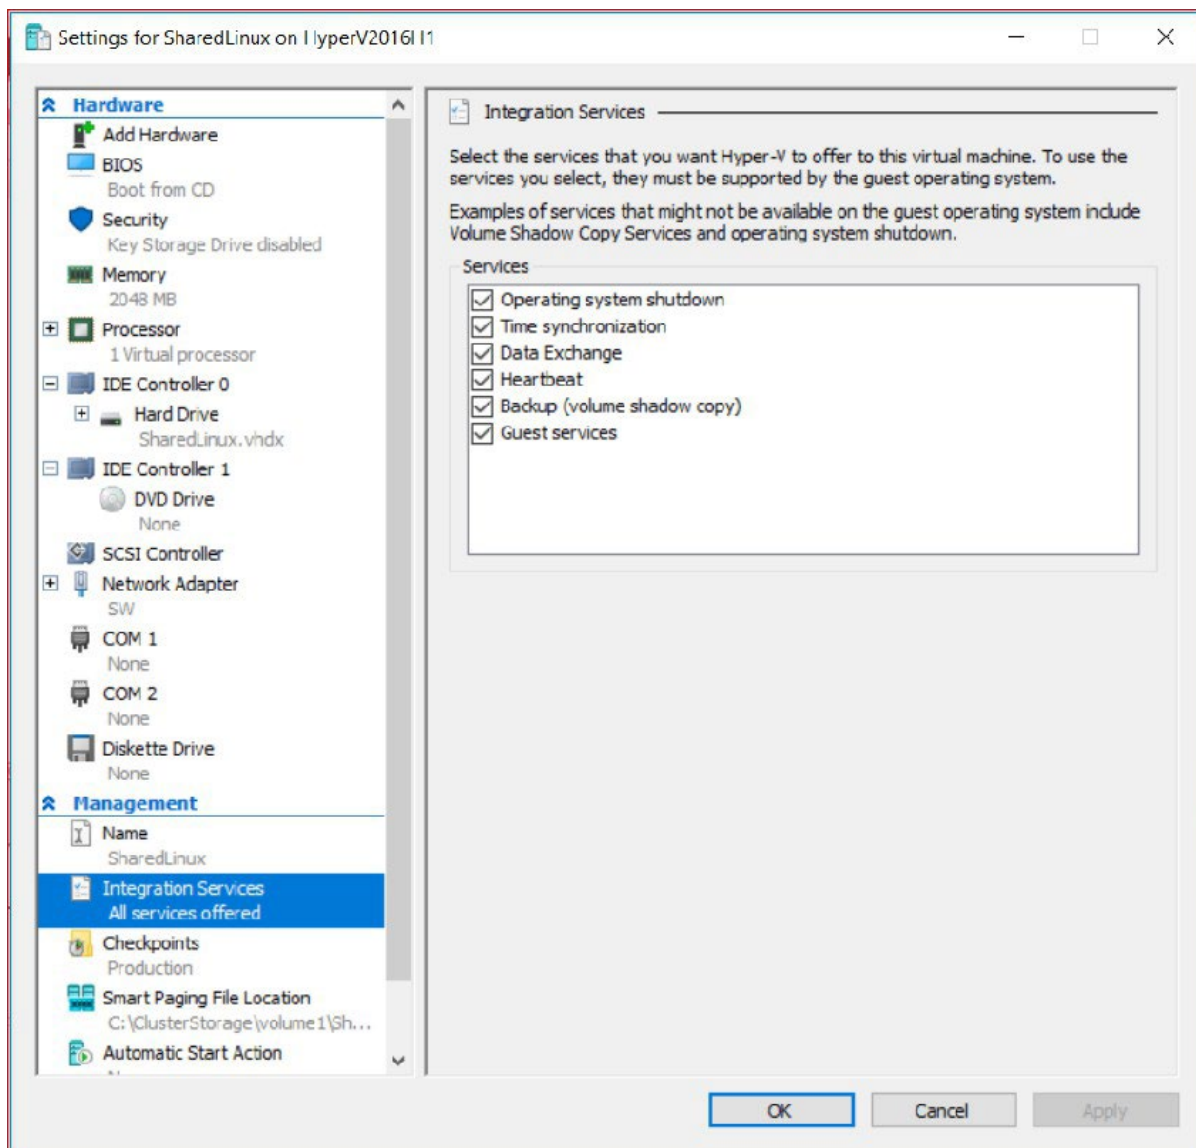 Settings for SharedLinux on HyperV2016H1
Hardware
Add Hardware
BIOS
Boot from CD
Security
Key Storage Drive disabled
Memory
2048 MB
Processor
1 Virtual processor
IDE Controller 0
Hard Drive
SharedLinux.vhdx
IDE Controller 1
DVD Drive
None
SCSI Controller
Network Adapter
SW
COM 1
None
COM 2
None
Diskette Drive
None
Management
Name
SharedLinux
Integration Services
All services offered
Checkpoints
Production
Smart Paging File Location
C:\ClusterStorage\volume1\Sh...
Automatic Start Action
Integration Services
Select the services that you want Hyper-V to offer to this virtual machine. To use the
services you select, they must be supported by the guest operating system.
Examples of services that might not be available on the guest operating system include
Volume Shadow Copy Services and operating system shutdown.
Services
Operating system shutdown
Time synchronization
Data Exchange
Heartbeat
Backup (volume shadow copy)
Guest services
OK
Cancel
Apply